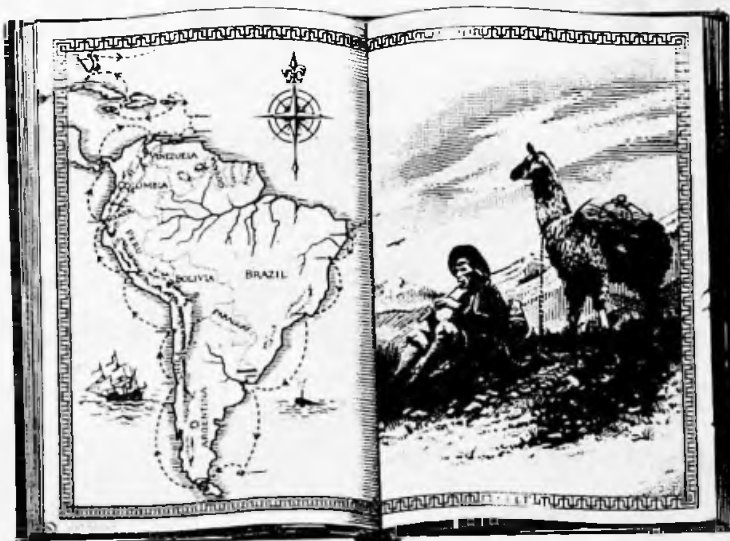 VENEZUELA
COLOMBIA
PERU
BOLIVIA
BRAZIL
PARAGUAY
ARGENTINA